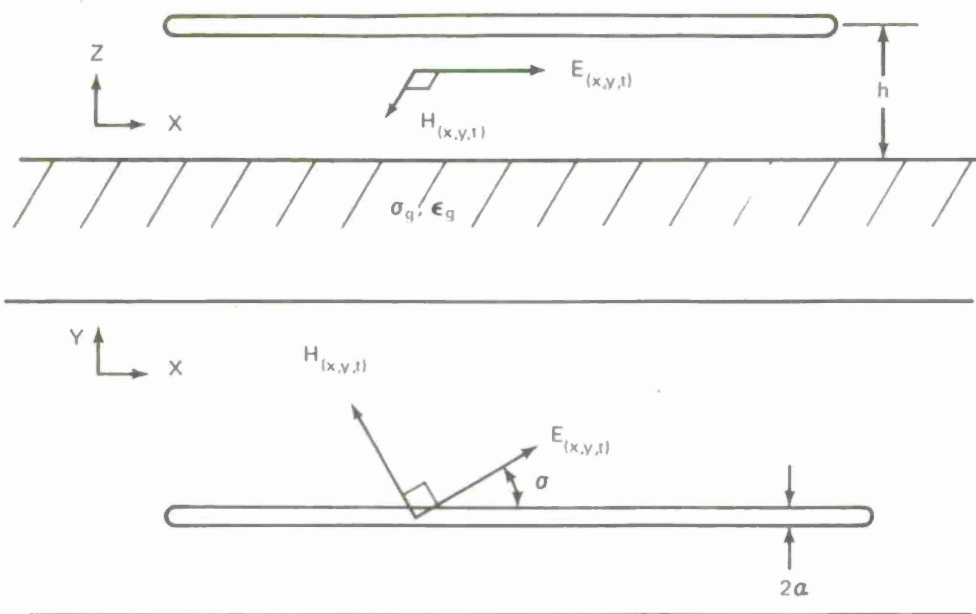 Z
X
E(x,y,t)
H(x,y,t)
h
σg, ϵg
Y
X
H(x,y,t)
E(x,y,t)
σ
2a